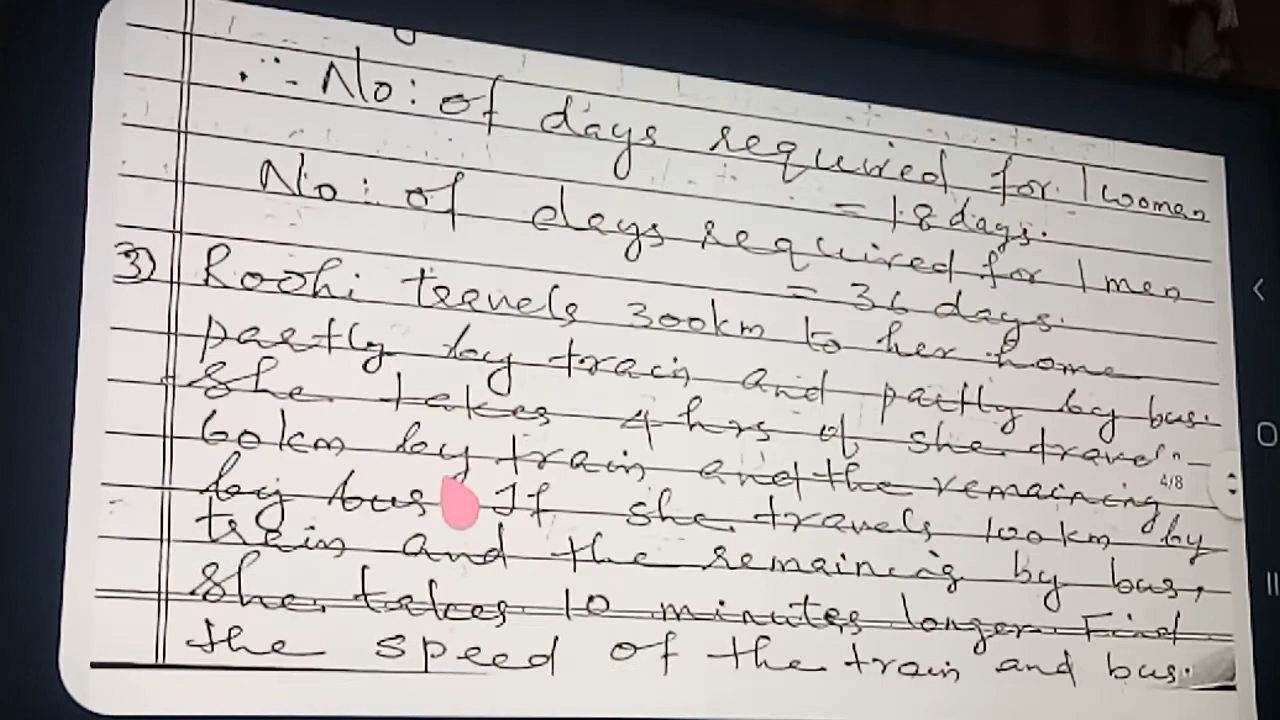 ∴ No: of days required for 1 woman
= 18 days.
No: of days required for 1 men
= 36 days.
3) Roohi travels 300km to her home
partly by train and partly by bus.
She takes 4 hrs if she travels
60km by train and the remaining
4/8
by bus If she travels 100km by
train and the remaining by bus,
she takes 10 minutes longer Find
the speed of the train and bus.